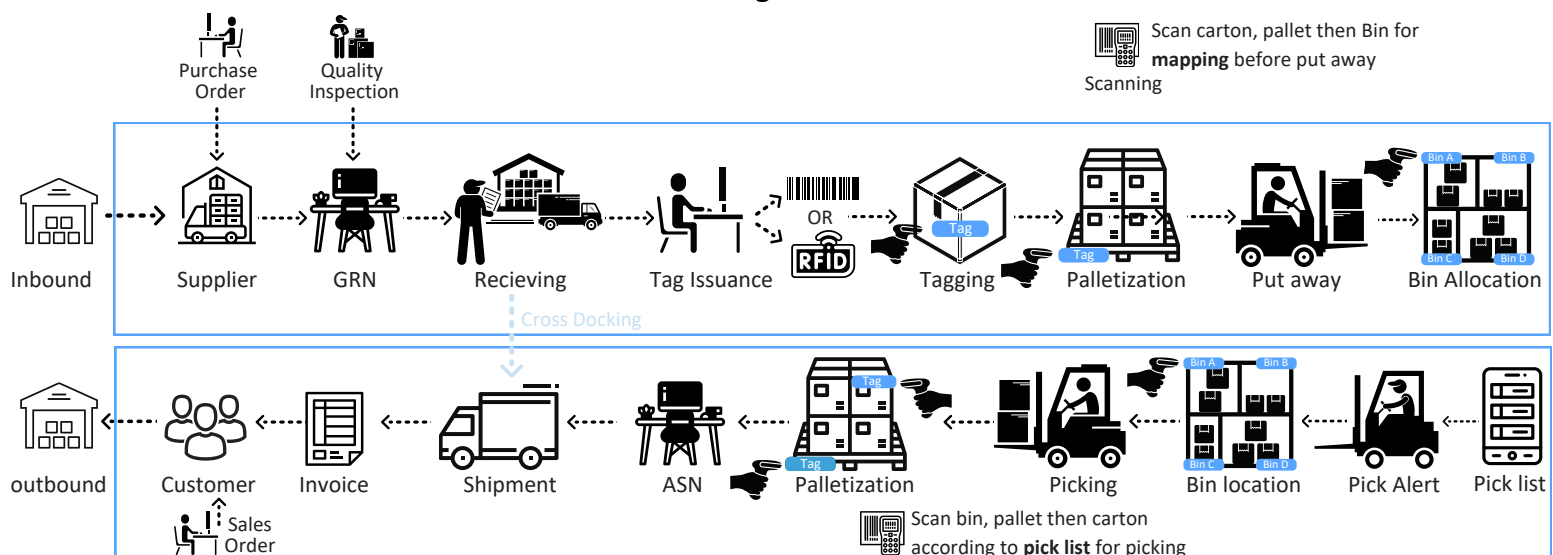 Scan carton, pallet then Bin for
mapping before put away
Scanning
Purchase
Order
Quality
Inspection
OR
RFID
Tag
Tag
Bin A
Bin B
Bin C
Bin D
Inbound
Supplier
GRN
Recieving
Tag Issuance
Tagging
Palletization
Put away
Bin Allocation
Cross Docking
Tag
Tag
Bin A
Bin B
Bin C
Bin D
outbound
Customer
Invoice
Shipment
ASN
Palletization
Picking
Bin location
Pick Alert
Pick list
Sales
Order
Scan bin, pallet then carton
according to pick list for picking